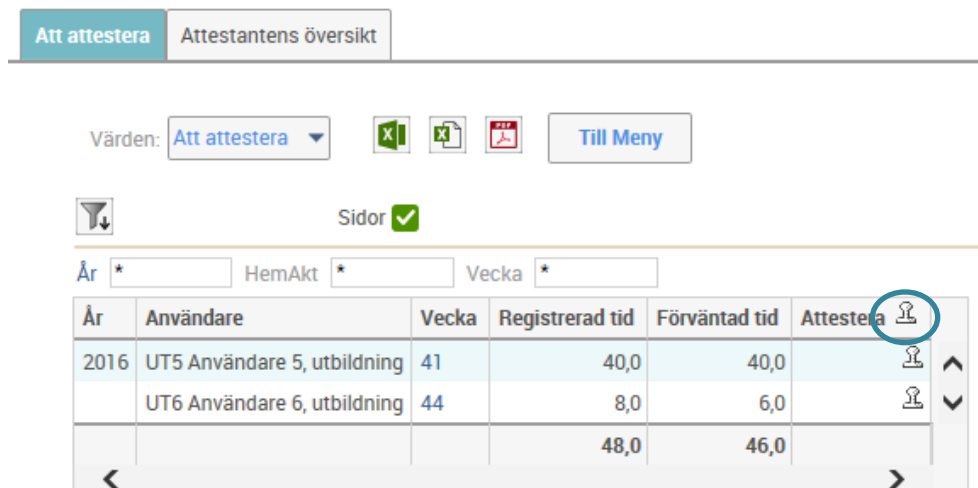 Att attestera Attestantens översikt
Värden: Att attestera Till Meny
Sidor
År * HemAkt * Vecka *
År Användare Vecka Registrerad tid Förväntad tid Attestera
2016 UT5 Användare 5, utbildning 41 40,0 40,0
UT6 Användare 6, utbildning 44 8,0 6,0
48,0 46,0